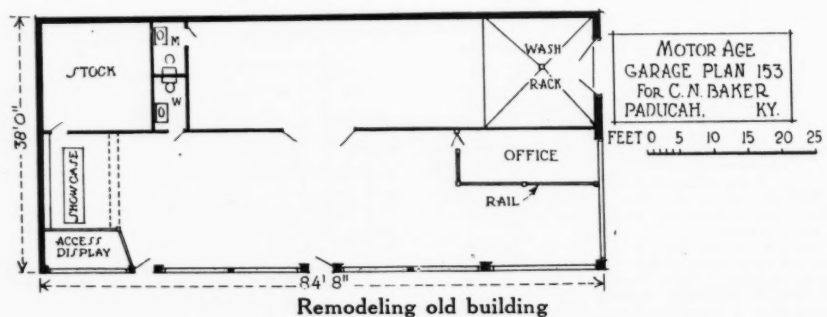 STOCK
M
W
WASH
RACK
38'0"
SHOWCASE
ACCESS
DISPLAY
OFFICE
RAIL
84' 8"
MOTOR AGE
GARAGE PLAN 153
FOR C.N. BAKER
PADUCAH, KY.
FEET 0 5 10 15 20 25
Remodeling old building